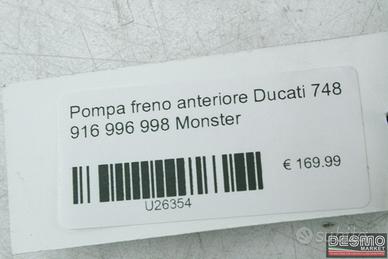 Pompa freno anteriore Ducati 748
916 996 998 Monster
€ 169.99
U26354
DESMO
MARKET